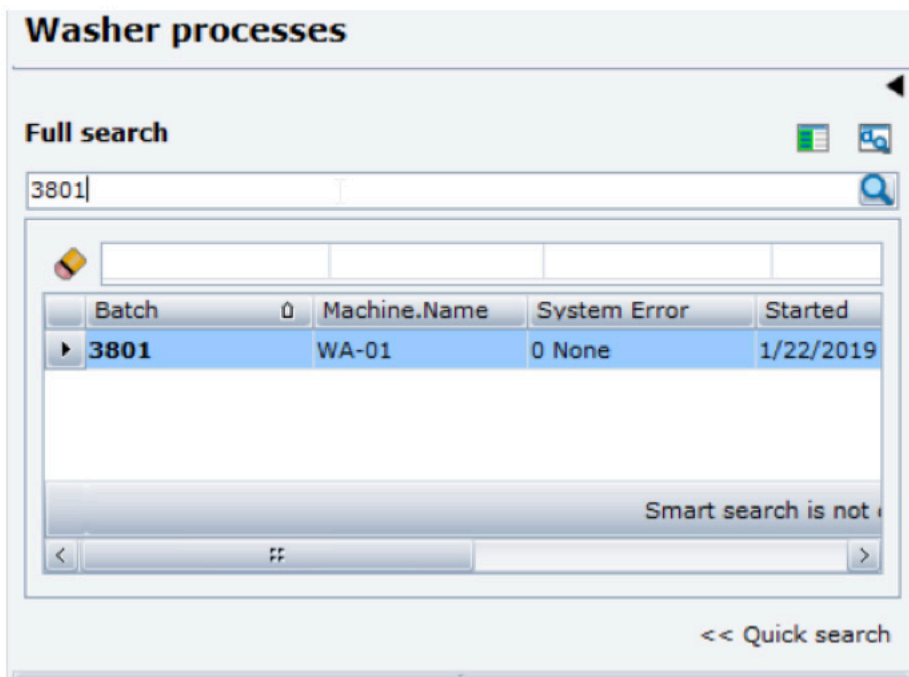 Washer processes
Full search
3801
Batch Machine.Name System Error Started
3801 WA-01 0 None 1/22/2019
Smart search is not
<< Quick search